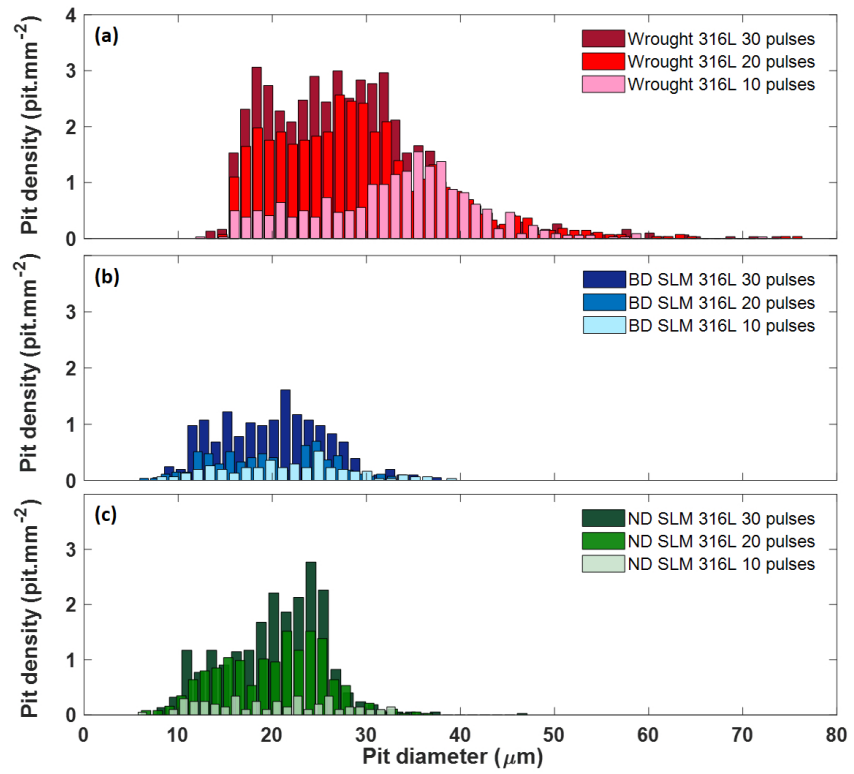 4
(a)
Wrought 316L 30 pulses
Wrought 316L 20 pulses
Wrought 316L 10 pulses
3
2
1
0
Pit density (pit.mm⁻²)
(b)
BD SLM 316L 30 pulses
BD SLM 316L 20 pulses
BD SLM 316L 10 pulses
3
2
1
0
Pit density (pit.mm⁻²)
(c)
ND SLM 316L 30 pulses
ND SLM 316L 20 pulses
ND SLM 316L 10 pulses
3
2
1
0
Pit density (pit.mm⁻²)
0 10 20 30 40 50 60 70 80
Pit diameter (μm)